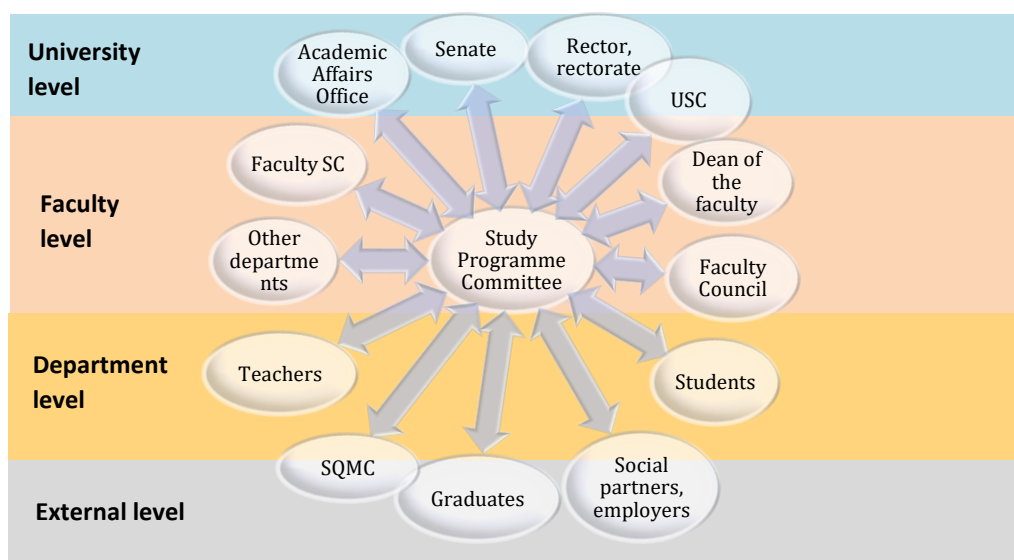 University
level
Academic
Affairs
Office
Senate
Rector,
rectorate
USC
Faculty
level
Faculty SC
Dean of
the
faculty
Other
departme
nts
Study
Programme
Committee
Faculty
Council
Department
level
Teachers
Students
External level
SQMC
Graduates
Social
partners,
employers